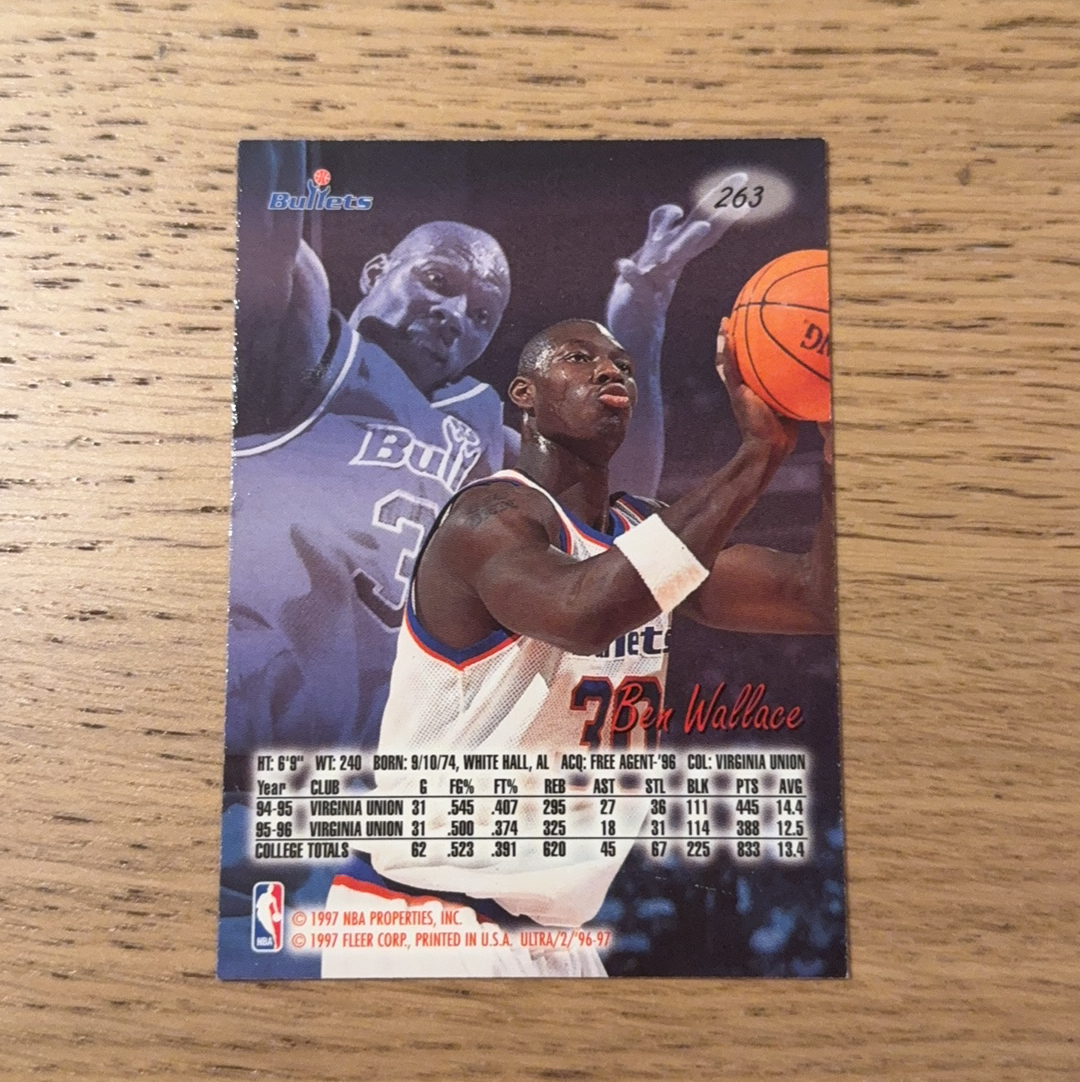 Bullets
263
NG
Bull
3
llets
30
Ben Wallace
HT: 6'9" WT: 240 BORN: 9/10/74, WHITE HALL, AL ACQ: FREE AGENT-'96 COL: VIRGINIA UNION
Year CLUB G FG% FT% REB AST STL BLK PTS AVG
94-95 VIRGINIA UNION 31 .545 .407 295 27 36 111 445 14.4
95-96 VIRGINIA UNION 31 .500 .374 325 18 31 114 388 12.5
COLLEGE TOTALS 62 .523 .391 620 45 67 225 833 13.4
NBA
© 1997 NBA PROPERTIES, INC.
© 1997 FLEER CORP., PRINTED IN U.S.A. ULTRA/2/'96-97